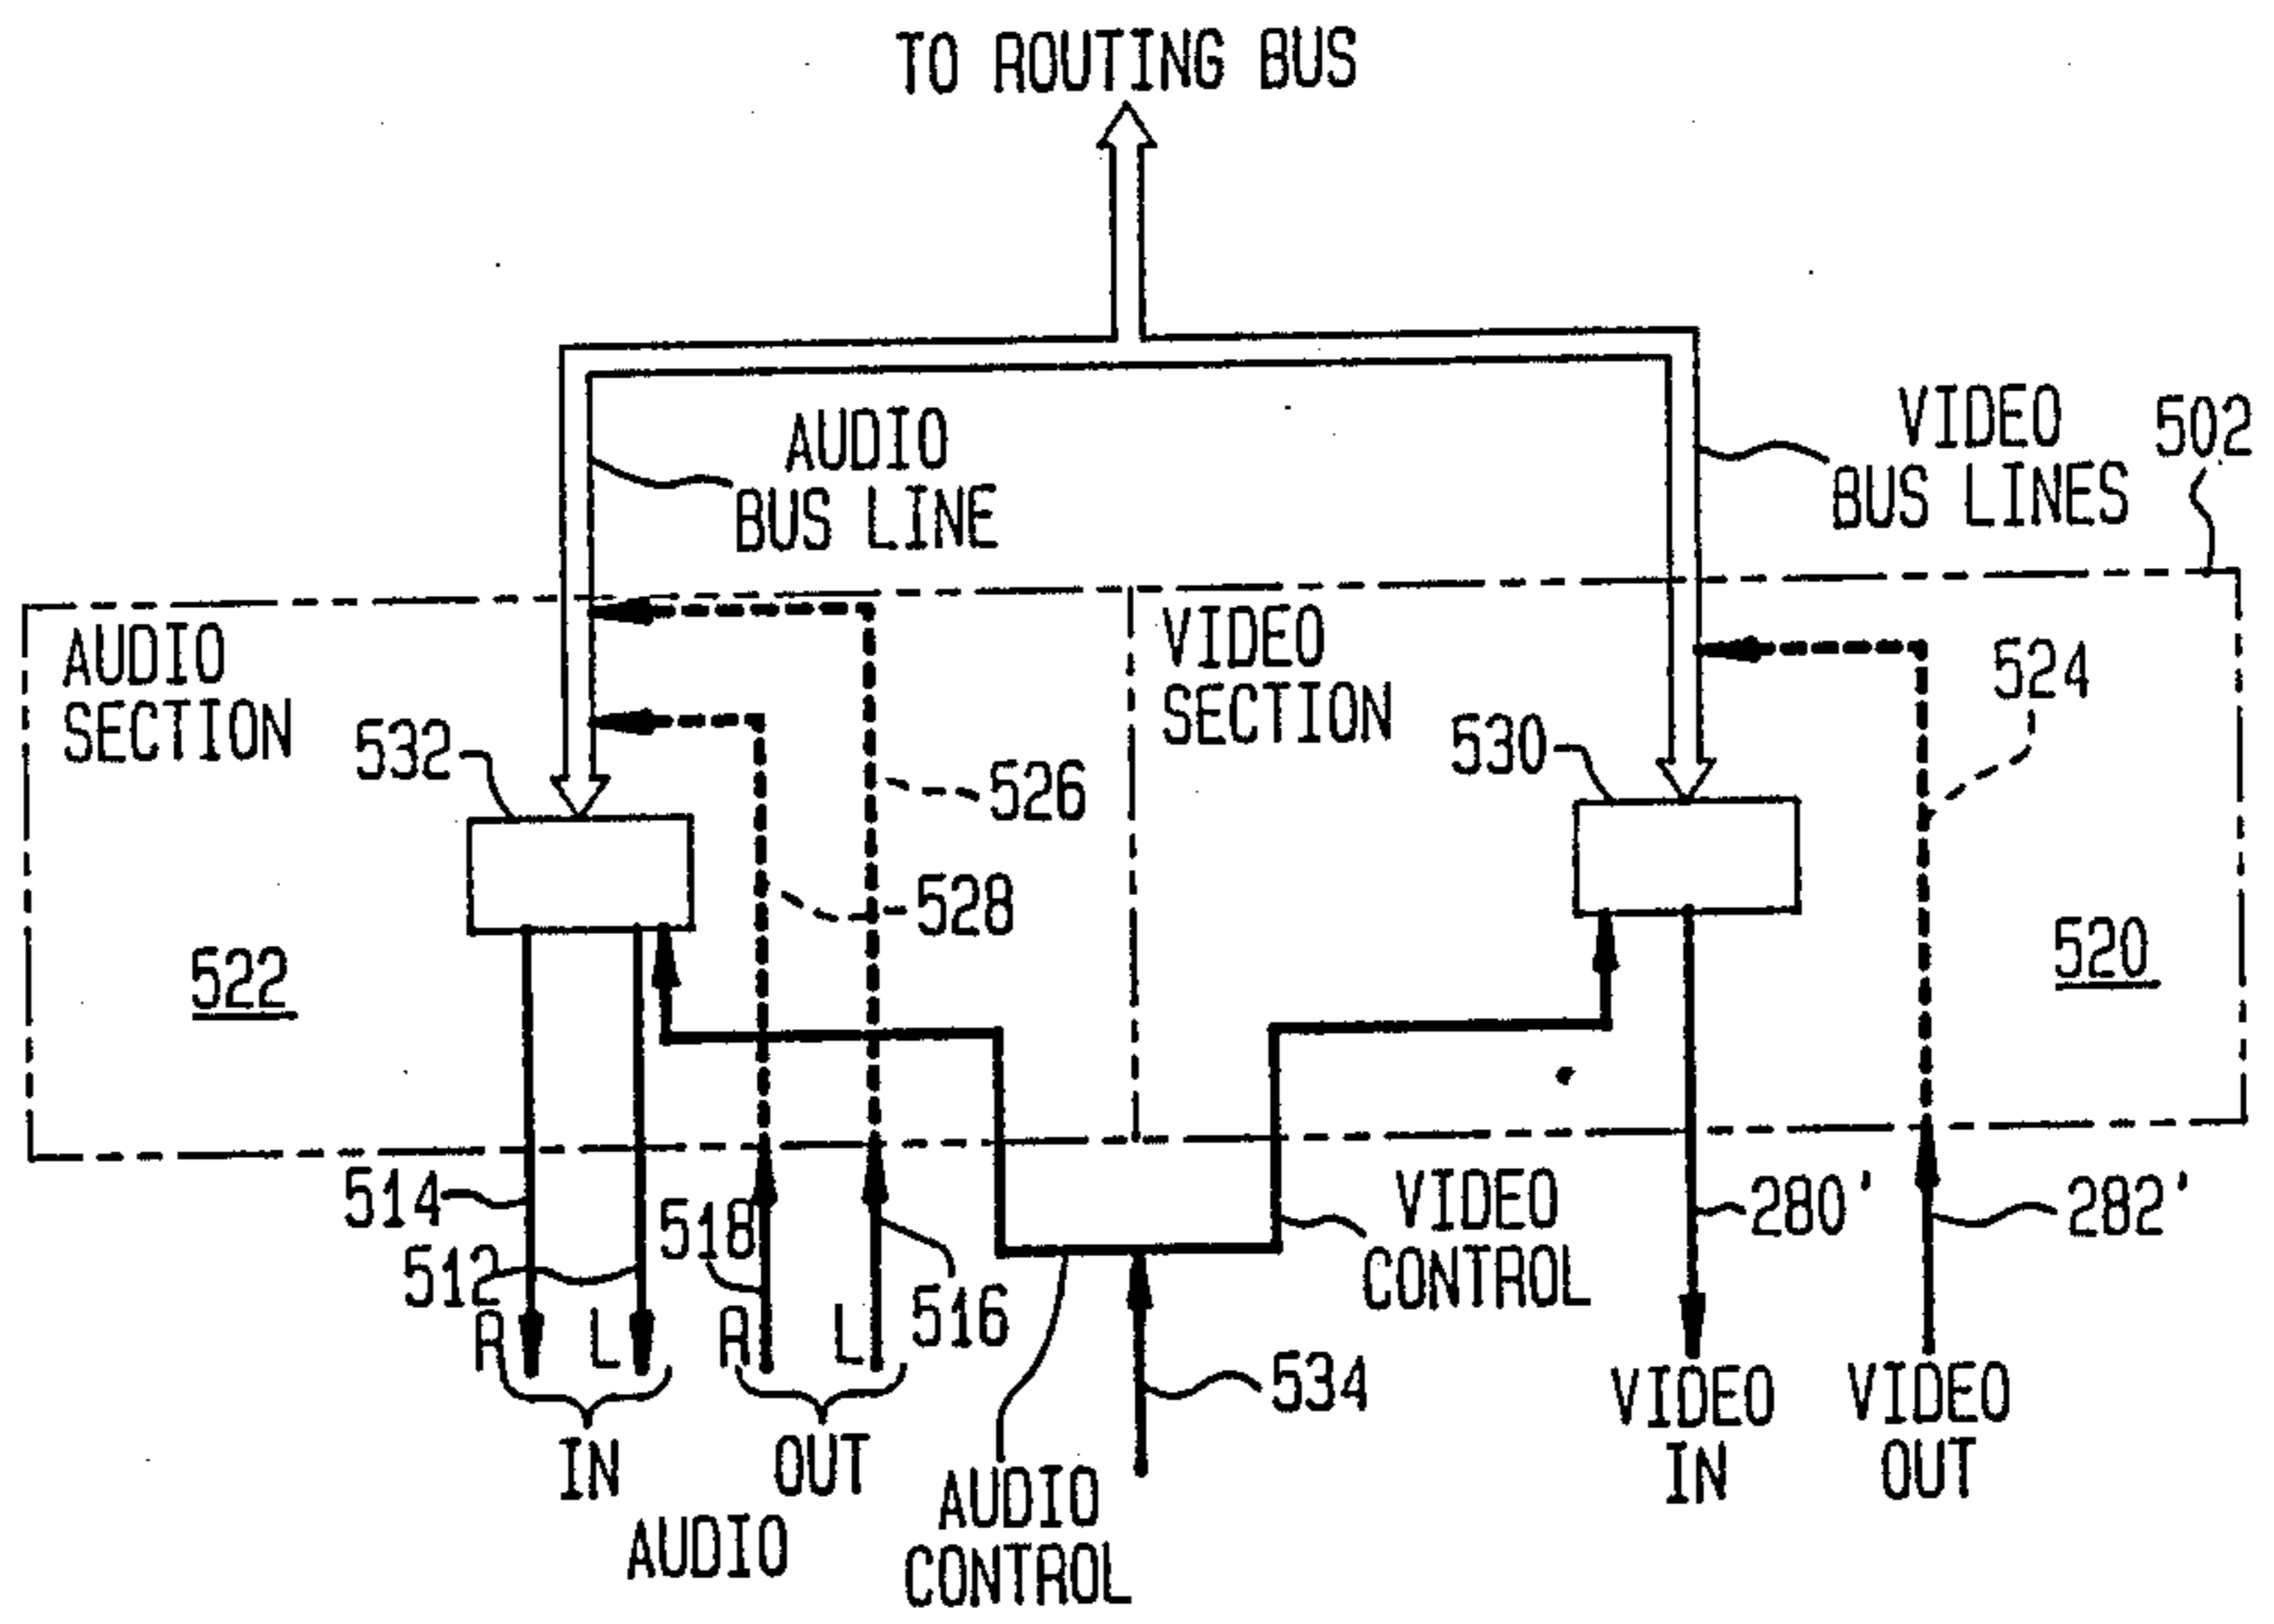 TO ROUTING BUS
AUDIO
BUS LINE
VIDEO
BUS LINES
502
AUDIO
SECTION
VIDEO
SECTION
524
532
530
526
528
522
520
514
512
518
516
VIDEO
CONTROL
280'
282'
R
L
R
L
534
IN
OUT
AUDIO
AUDIO
CONTROL
VIDEO
IN
VIDEO
OUT